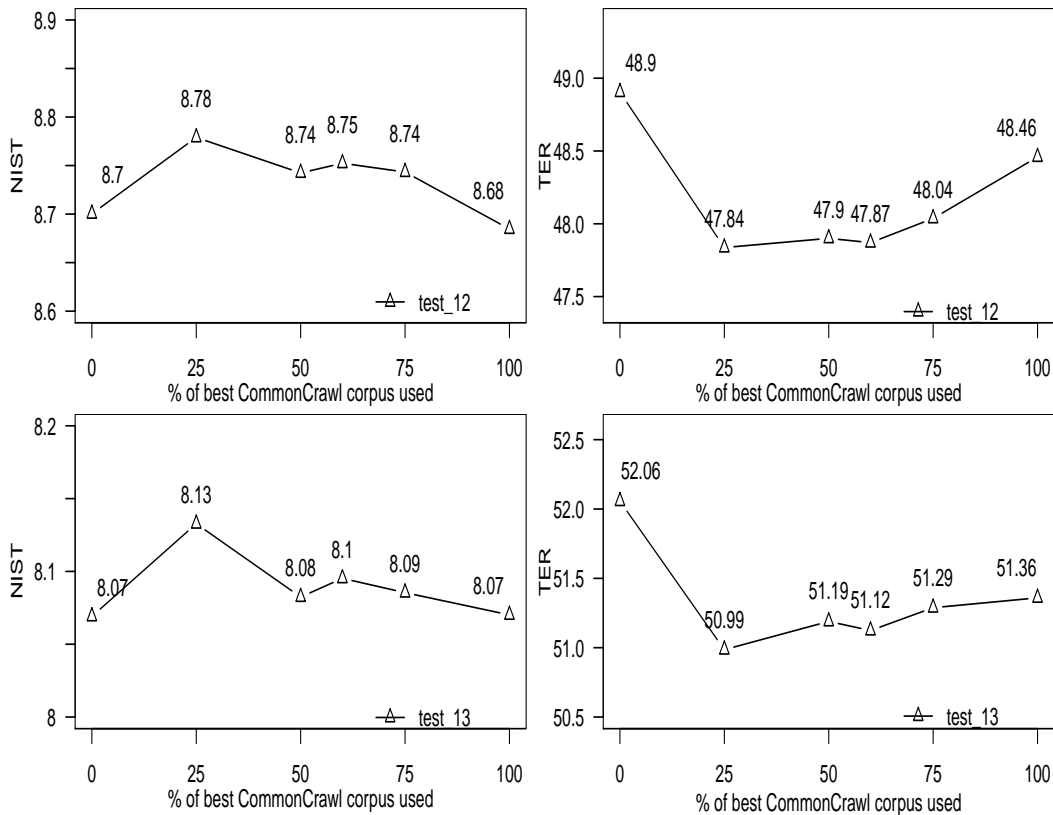 8.9
8.8
8.7
8.6
NIST
8.7
8.78
8.74
8.75
8.74
8.68
test_12
0 25 50 75 100
% of best CommonCrawl corpus used
49.0
48.5
48.0
47.5
TER
48.9
47.84
47.9
47.87
48.04
48.46
test_12
0 25 50 75 100
% of best CommonCrawl corpus used
8.2
8.1
8
NIST
8.07
8.13
8.08
8.1
8.09
8.07
test_13
0 25 50 75 100
% of best CommonCrawl corpus used
52.5
52.0
51.5
51.0
50.5
TER
52.06
50.99
51.19
51.12
51.29
51.36
test_13
0 25 50 75 100
% of best CommonCrawl corpus used